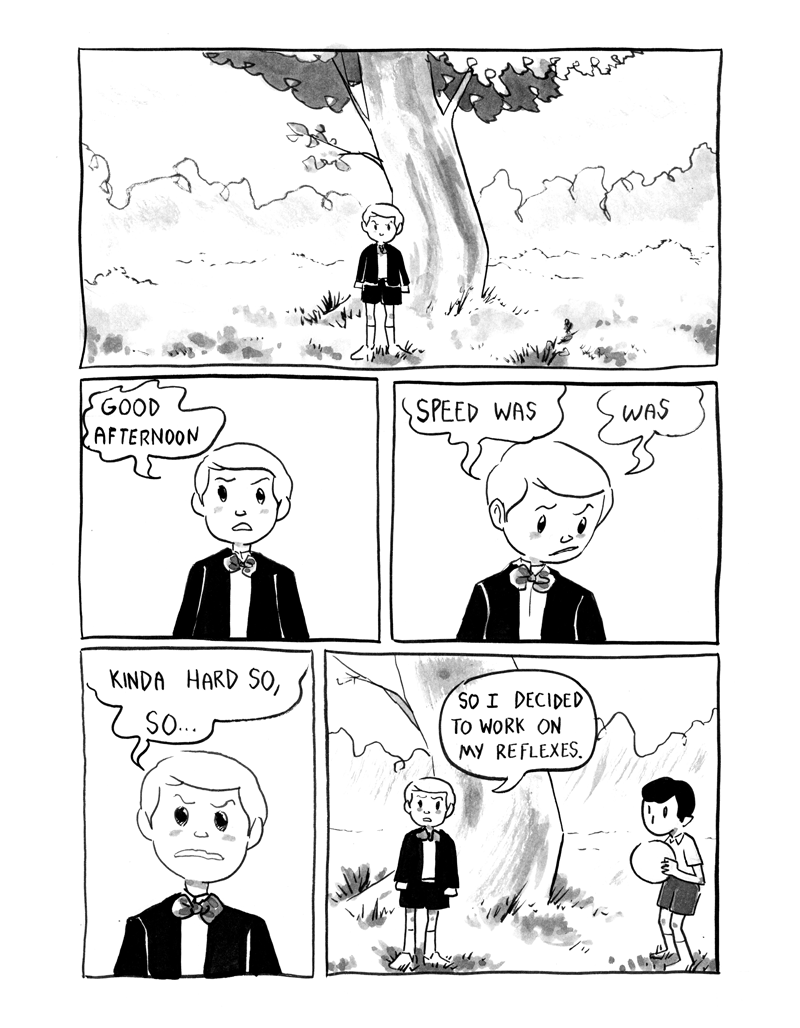 GOOD
AFTERNOON
SPEED WAS
WAS
KINDA HARD SO,
SO...
SO I DECIDED
TO WORK ON
MY REFLEXES.